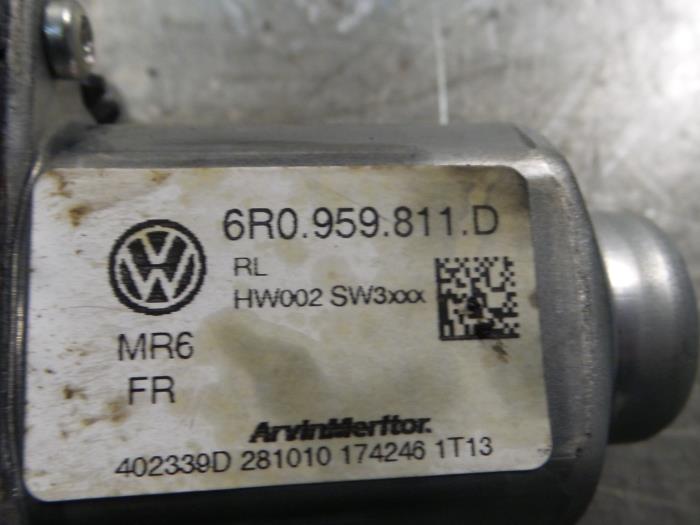 6R0.959.811.D
RL
HW002 SW3xxx
MR6
FR
ArvinMeritor.
402339D 281010 174246 1T13